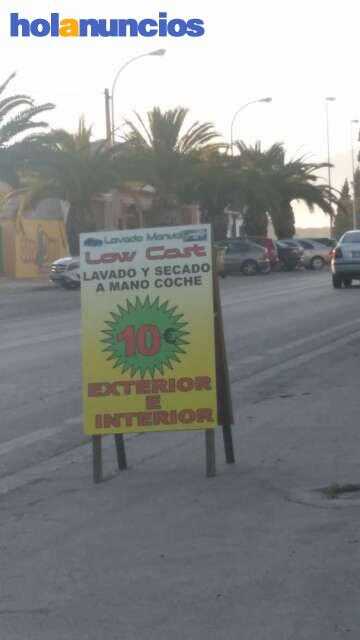 holanuncios
Lavado Manual
Low Cost
LAVADO Y SECADO
A MANO COCHE
10€
EXTERIOR
E
INTERIOR